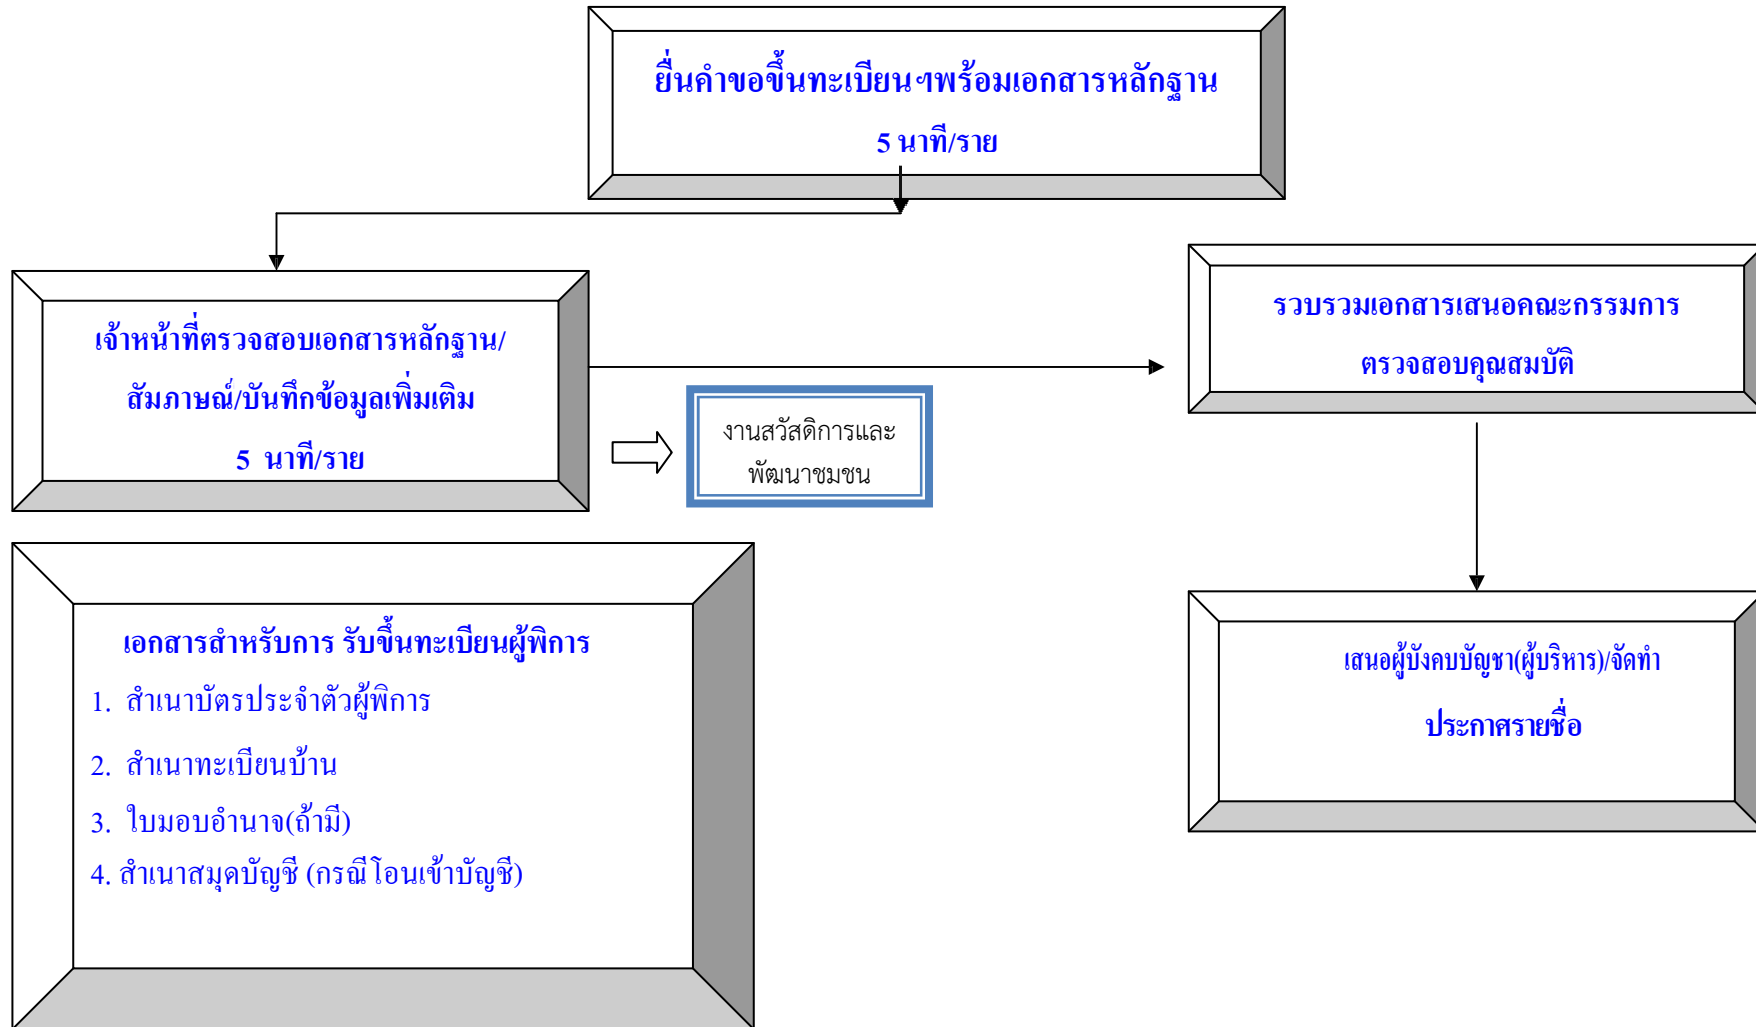 ยื่นคำขอขึ้นทะเบียนฯพร้อมเอกสารหลักฐาน
5 นาที/ราย
เจ้าหน้าที่ตรวจสอบเอกสารหลักฐาน/
สัมภาษณ์/บันทึกข้อมูลเพิ่มเติม
5 นาที/ราย
งานสวัสดิการและ
พัฒนาชุมชน
รวบรวมเอกสารเสนอคณะกรรมการ
ตรวจสอบคุณสมบัติ
เสนอผู้บังคบบัญชา(ผู้บริหาร)/จัดทำ
ประกาศรายชื่อ
เอกสารสำหรับการ รับขึ้นทะเบียนผู้พิการ
1. สำเนาบัตรประจำตัวผู้พิการ
2. สำเนาทะเบียนบ้าน
3. ใบมอบอำนาจ(ถ้ามี)
4. สำเนาสมุดบัญชี (กรณีโอนเข้าบัญชี)